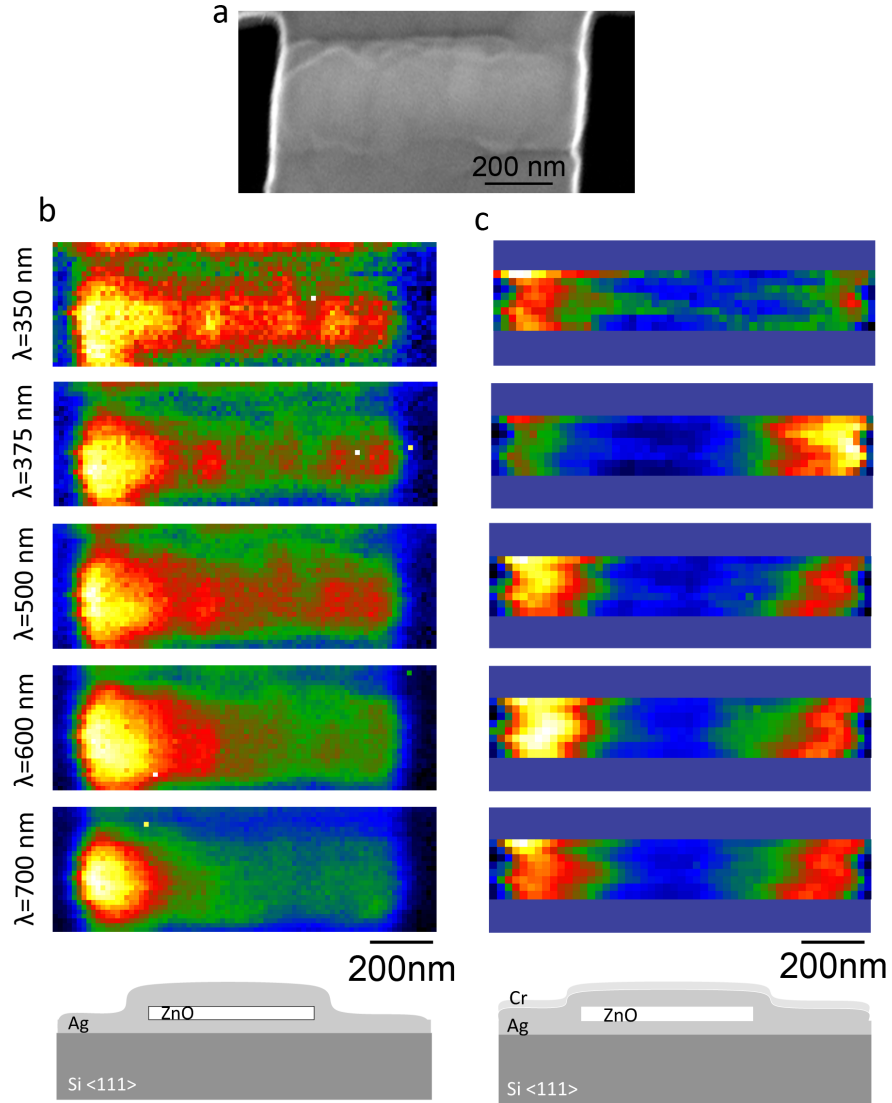 a
200 nm
b
c
λ=350 nm
λ=375 nm
λ=500 nm
λ=600 nm
λ=700 nm
200nm
200nm
ZnO
Ag
Si <111>
Cr
ZnO
Ag
Si <111>